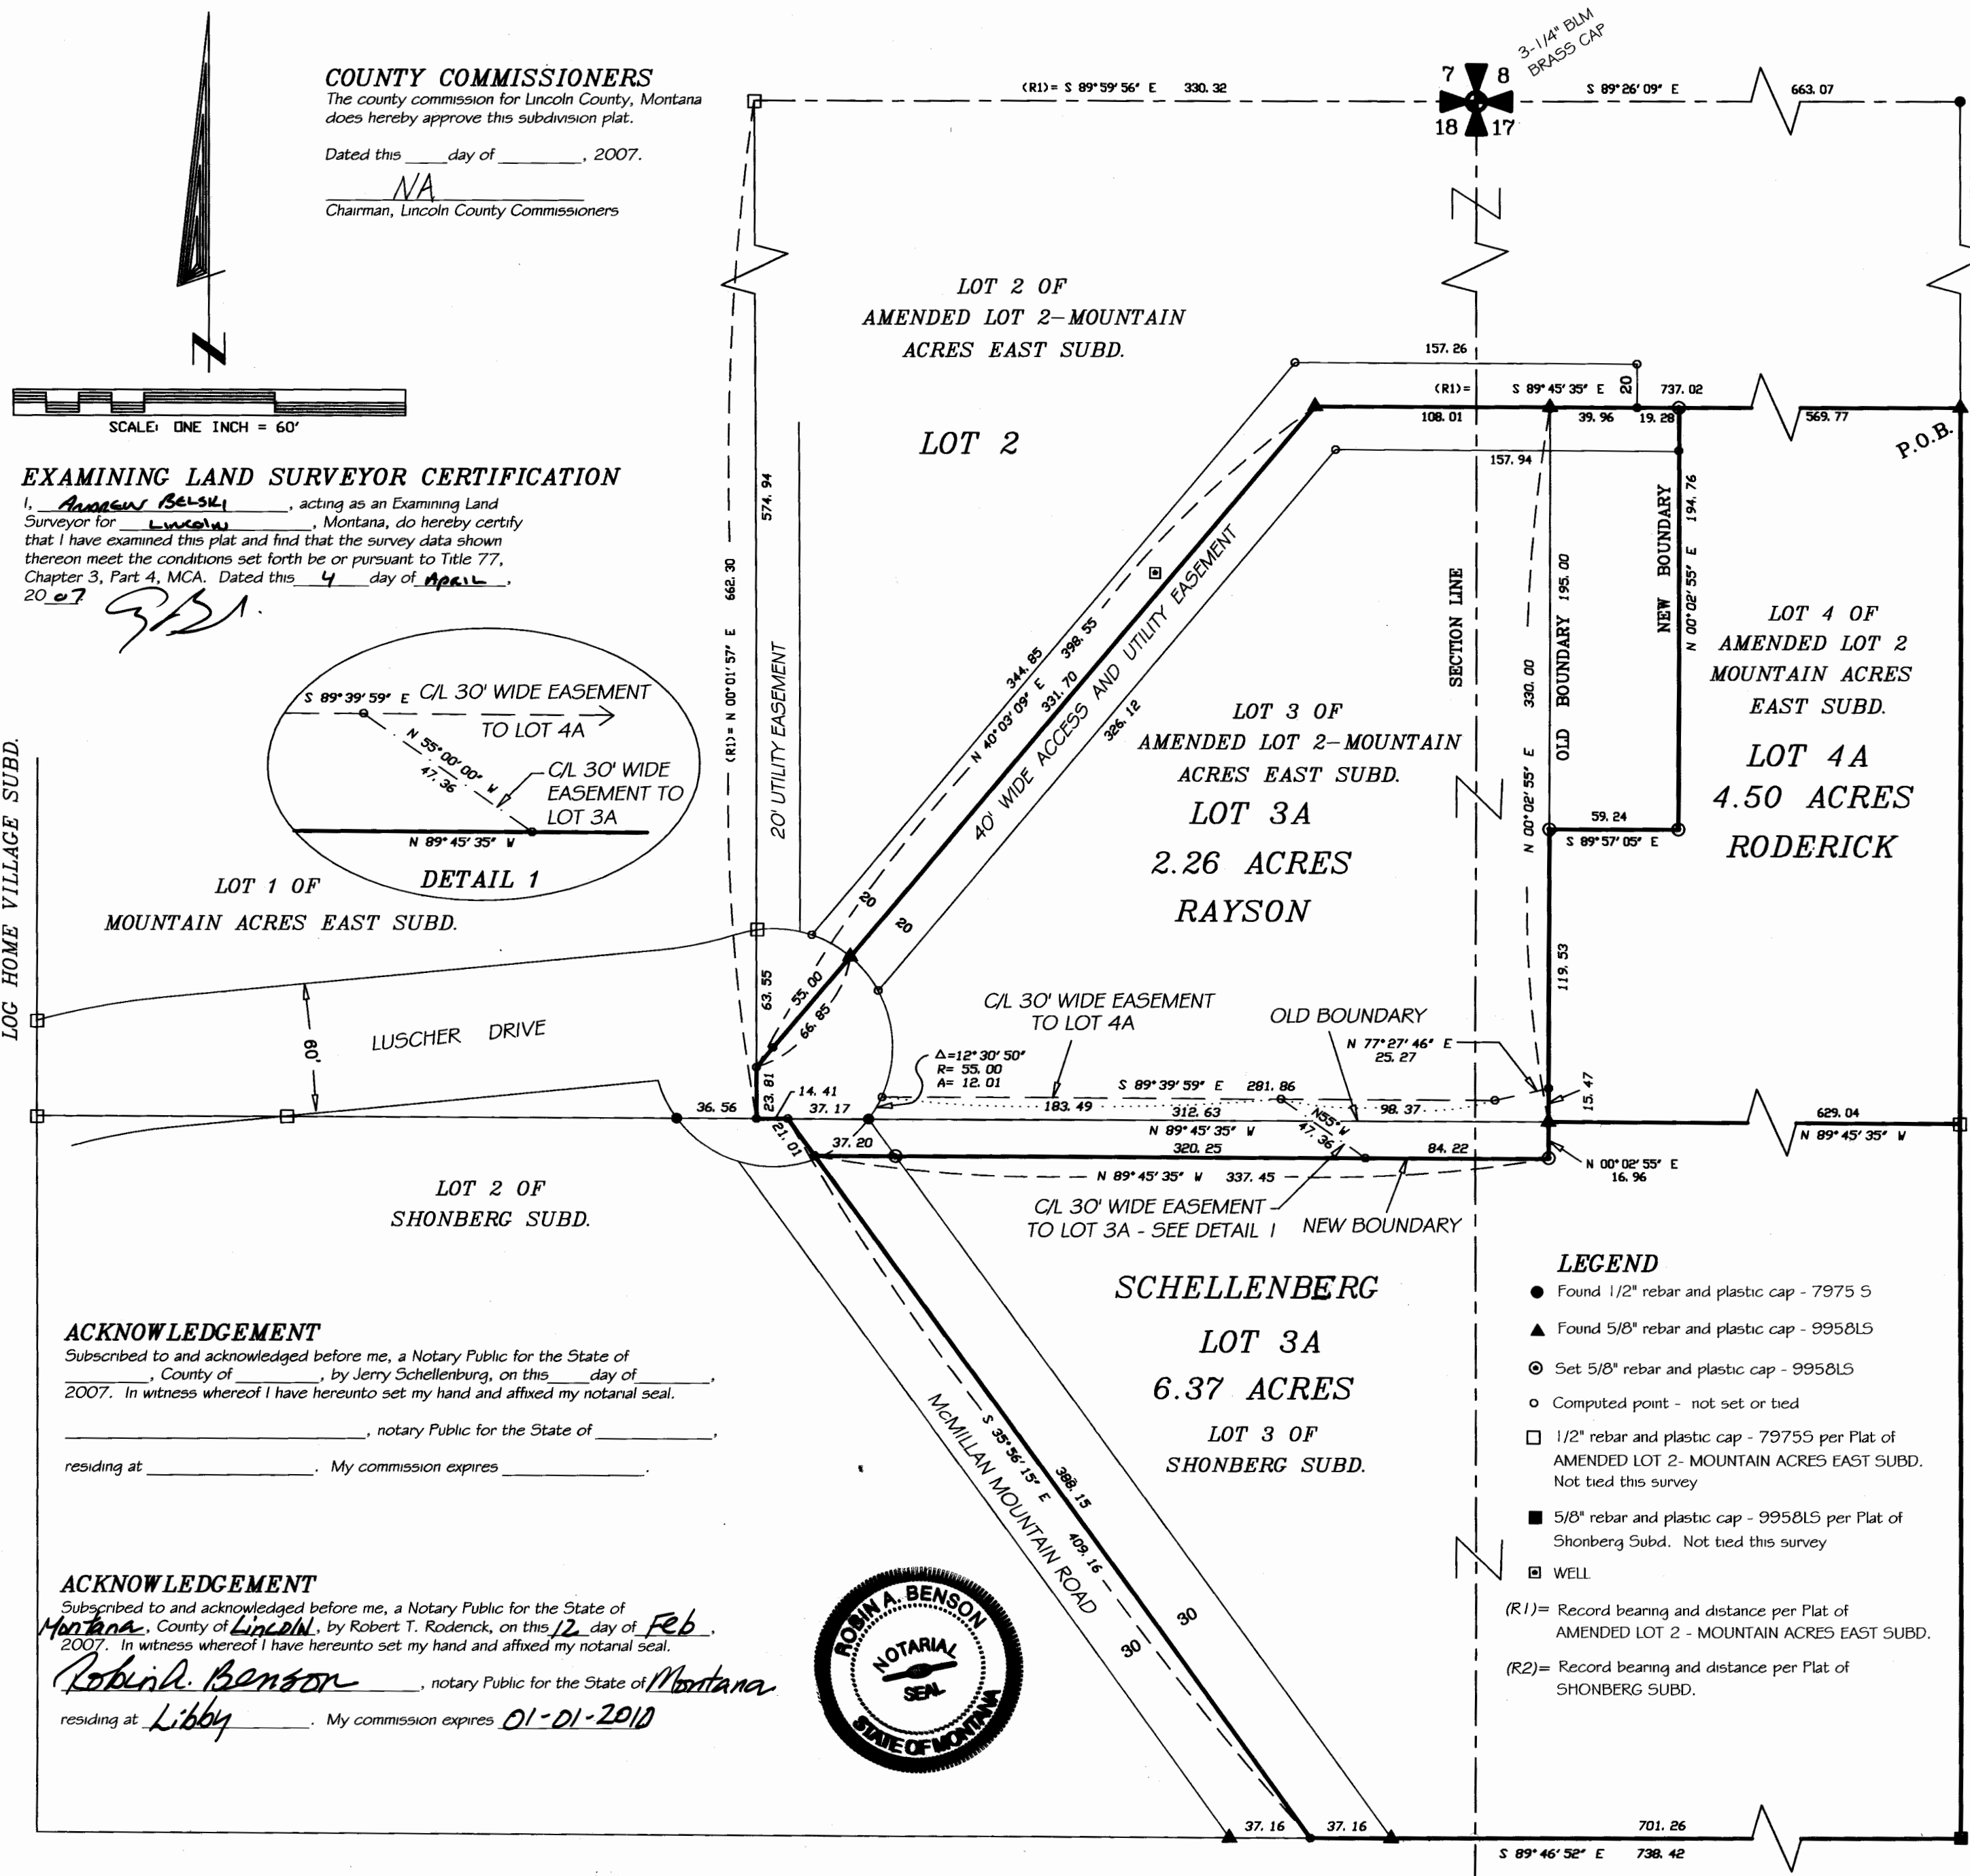 COUNTY COMMISSIONERS
The county commission for Lincoln County, Montana
does hereby approve this subdivision plat.
Dated this ____ day of ________, 2007.
NA
Chairman, Lincoln County Commissioners
N
SCALE: ONE INCH = 60'
EXAMINING LAND SURVEYOR CERTIFICATION
I, ANDREW BELSKI, acting as an Examining Land
Surveyor for Lincoln, Montana, do hereby certify
that I have examined this plat and find that the survey data shown
thereon meet the conditions set forth be or pursuant to Title 77,
Chapter 3, Part 4, MCA. Dated this 4 day of APRIL,
20 07.
S 89°39'59" E C/L 30' WIDE EASEMENT
TO LOT 4A
N 55°00'00" W
47.36
C/L 30' WIDE
EASEMENT TO
LOT 3A
N 89°45'35" W
DETAIL 1
LOG HOME VILLAGE SUBD.
LOT 1 OF
MOUNTAIN ACRES EAST SUBD.
60'
LUSCHER DRIVE
(R1)= S 89°59'56" E 330.32
7 8
18 17
3-1/4" BLM
BRASS CAP
S 89°26'09" E
663.07
LOT 2 OF
AMENDED LOT 2-MOUNTAIN
ACRES EAST SUBD.
LOT 2
574.94
(R1)= N 00°01'57" E 662.30
20' UTILITY EASEMENT
157.26
(R1)= S 89°45'35" E 737.02
20
108.01
39.96
19.28
569.77
P.O.B.
157.94
344.85
N 40°03'09" E 398.55
331.70
40' WIDE ACCESS AND UTILITY EASEMENT
326.12
20
20
SECTION LINE
N 00°02'55" E 330.00
OLD BOUNDARY 195.00
NEW BOUNDARY
N 00°02'55" E 194.76
LOT 3 OF
AMENDED LOT 2-MOUNTAIN
ACRES EAST SUBD.
LOT 3A
2.26 ACRES
RAYSON
LOT 4 OF
AMENDED LOT 2
MOUNTAIN ACRES
EAST SUBD.
LOT 4A
4.50 ACRES
RODERICK
59.24
S 89°57'05" E
119.53
63.55
55.00
66.85
23.81
14.41
36.56
37.17
21.01
37.20
Δ=12°30'50"
R= 55.00
A= 12.01
C/L 30' WIDE EASEMENT
TO LOT 4A
OLD BOUNDARY
N 77°27'46" E
25.27
S 89°39'59" E 281.86
183.49
98.37
312.63
N 89°45'35" W
N55°W
47.36
15.47
629.04
N 89°45'35" W
320.25
84.22
N 00°02'55" E
16.96
N 89°45'35" W 337.45
C/L 30' WIDE EASEMENT
TO LOT 3A - SEE DETAIL 1
NEW BOUNDARY
LOT 2 OF
SHONBERG SUBD.
SCHELLENBERG
LOT 3A
6.37 ACRES
LOT 3 OF
SHONBERG SUBD.
McMILLAN MOUNTAIN ROAD
S 35°56'15" E 409.16
388.15
30
30
37.16
37.16
701.26
S 89°46'52" E 738.42
ACKNOWLEDGEMENT
Subscribed to and acknowledged before me, a Notary Public for the State of
________, County of ________, by Jerry Schellenburg, on this ____ day of ________,
2007. In witness whereof I have hereunto set my hand and affixed my notarial seal.
________, notary Public for the State of ________,
residing at ________. My commission expires ________.
ACKNOWLEDGEMENT
Subscribed to and acknowledged before me, a Notary Public for the State of
Montana, County of Lincoln, by Robert T. Roderick, on this 12 day of Feb,
2007. In witness whereof I have hereunto set my hand and affixed my notarial seal.
Robin A. Benson, notary Public for the State of Montana
residing at Libby. My commission expires 01-01-2010
ROBIN A. BENSON
NOTARIAL
SEAL
STATE OF MONTANA
LEGEND
Found 1/2" rebar and plastic cap - 7975 S
Found 5/8" rebar and plastic cap - 9958LS
Set 5/8" rebar and plastic cap - 9958LS
Computed point - not set or tied
1/2" rebar and plastic cap - 7975S per Plat of
AMENDED LOT 2- MOUNTAIN ACRES EAST SUBD.
Not tied this survey
5/8" rebar and plastic cap - 9958LS per Plat of
Shonberg Subd. Not tied this survey
WELL
(R1)= Record bearing and distance per Plat of
AMENDED LOT 2 - MOUNTAIN ACRES EAST SUBD.
(R2)= Record bearing and distance per Plat of
SHONBERG SUBD.